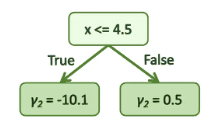 x <= 4.5
True False
γ₂ = -10.1 γ₂ = 0.5